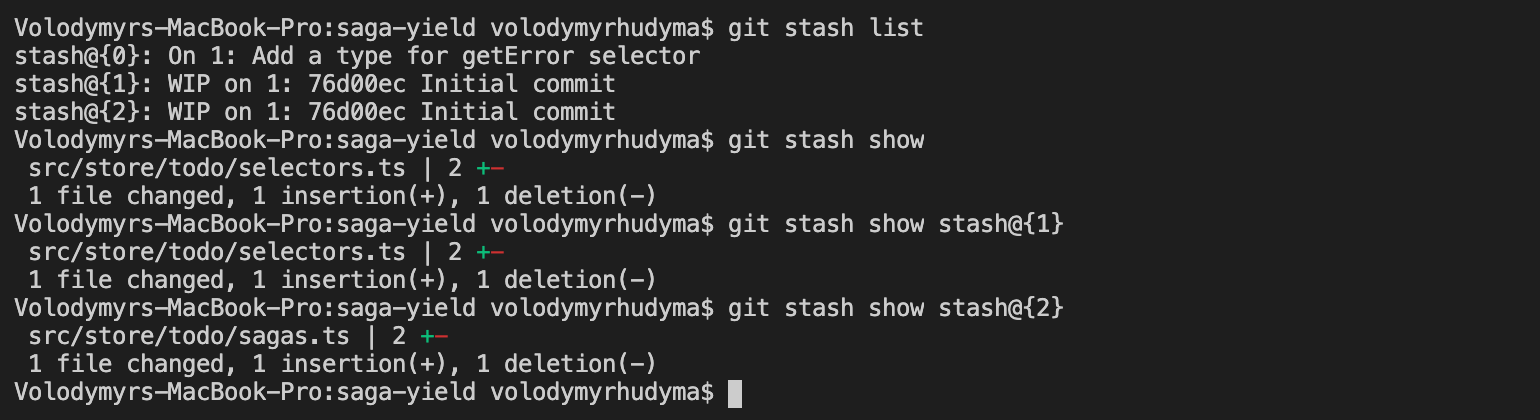 Volodymyrs-MacBook-Pro:saga-yield volodymyrhudyma$ git stash list
stash@{0}: On 1: Add a type for getError selector
stash@{1}: WIP on 1: 76d00ec Initial commit
stash@{2}: WIP on 1: 76d00ec Initial commit
Volodymyrs-MacBook-Pro:saga-yield volodymyrhudyma$ git stash show
 src/store/todo/selectors.ts | 2 +-
 1 file changed, 1 insertion(+), 1 deletion(-)
Volodymyrs-MacBook-Pro:saga-yield volodymyrhudyma$ git stash show stash@{1}
 src/store/todo/selectors.ts | 2 +-
 1 file changed, 1 insertion(+), 1 deletion(-)
Volodymyrs-MacBook-Pro:saga-yield volodymyrhudyma$ git stash show stash@{2}
 src/store/todo/sagas.ts | 2 +-
 1 file changed, 1 insertion(+), 1 deletion(-)
Volodymyrs-MacBook-Pro:saga-yield volodymyrhudyma$